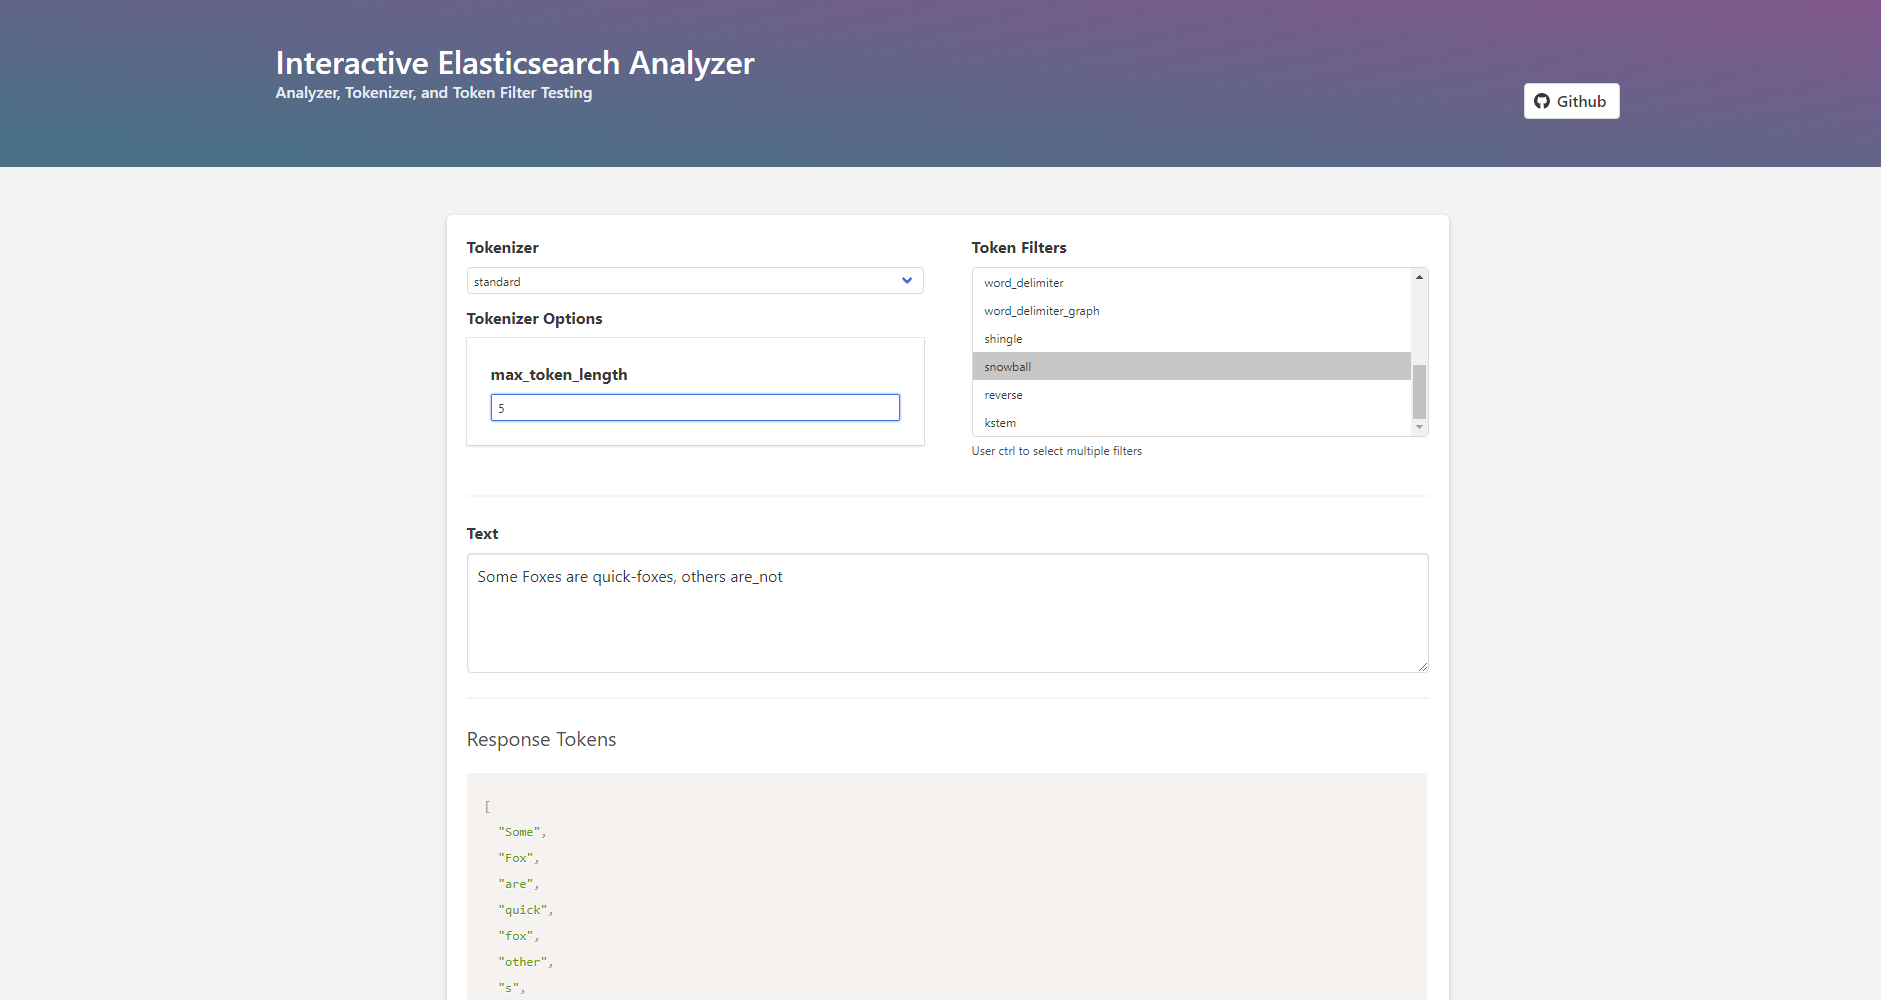 Interactive Elasticsearch Analyzer
Analyzer, Tokenizer, and Token Filter Testing
Github
Tokenizer
standard
Tokenizer Options
max_token_length
5
Token Filters
word_delimiter
word_delimiter_graph
shingle
snowball
reverse
kstem
User ctrl to select multiple filters
Text
Some Foxes are quick-foxes, others are_not
Response Tokens
[
"Some",
"Fox",
"are",
"quick",
"fox",
"other",
"s",